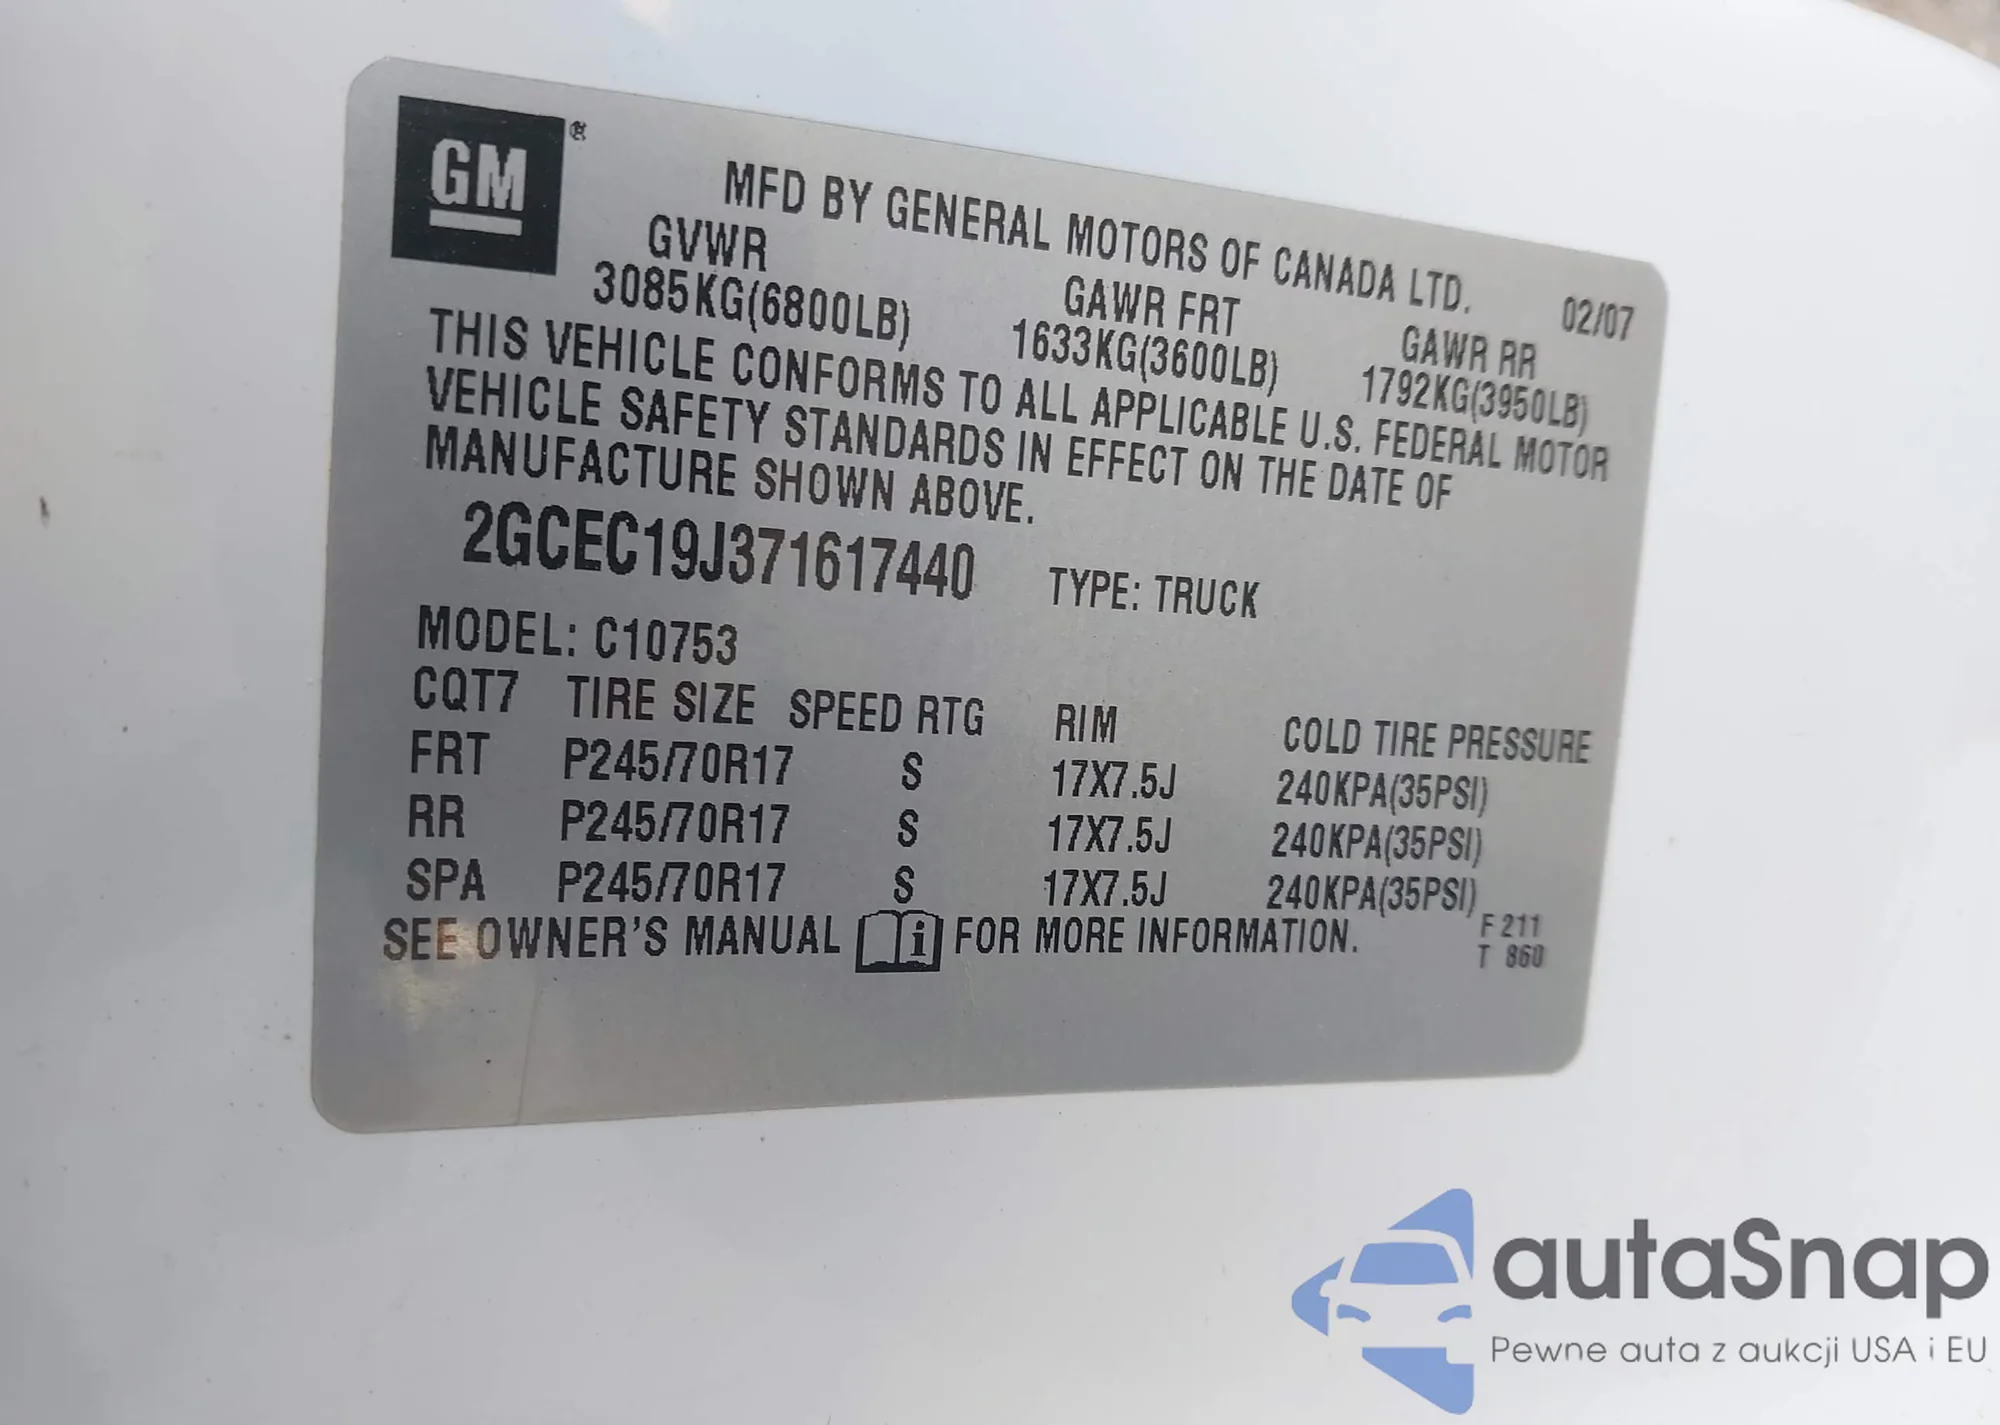 GM®
MFD BY GENERAL MOTORS OF CANADA LTD. 02/07
GVWR GAWR FRT GAWR RR
3085KG(6800LB) 1633KG(3600LB) 1792KG(3950LB)
THIS VEHICLE CONFORMS TO ALL APPLICABLE U.S. FEDERAL MOTOR
VEHICLE SAFETY STANDARDS IN EFFECT ON THE DATE OF
MANUFACTURE SHOWN ABOVE.
2GCEC19J371617440 TYPE: TRUCK
MODEL: C10753
CQT7 TIRE SIZE SPEED RTG RIM COLD TIRE PRESSURE
FRT P245/70R17 S 17X7.5J 240KPA(35PSI)
RR P245/70R17 S 17X7.5J 240KPA(35PSI)
SPA P245/70R17 S 17X7.5J 240KPA(35PSI)
SEE OWNER'S MANUAL i FOR MORE INFORMATION.
F 211
T 860
autaSnap
Pewne auta z aukcji USA i EU